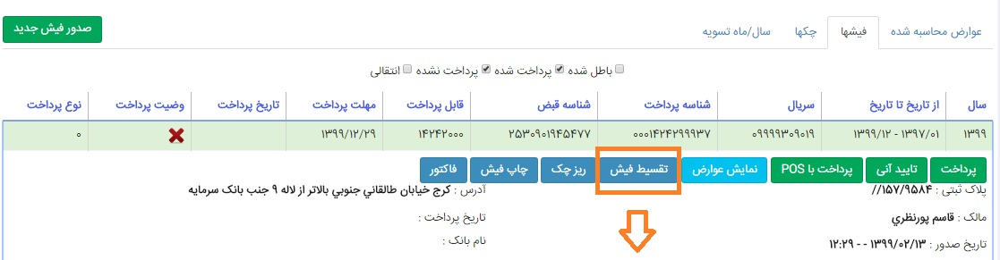 صدور فیش جدید
عوارض محاسبه شده فیشها چکها سال/ماه تسویه
باطل شده پرداخت شده پرداخت نشده انتقالی
سال از تاریخ تا تاریخ سریال شناسه پرداخت شناسه قبض قابل پرداخت مهلت پرداخت تاریخ پرداخت وضیت پرداخت نوع پرداخت
۱۳۹۹ ۱۳۹۷/۰۱ - ۱۳۹۹/۱۲ ۰۹۹۹۹۳۰۹۰۱۹ ۰۰۰۱۴۲۴۲۹۹۹۳۷ ۲۵۳۰۹۰۱۹۴۵۴۷۷ ۱۴۲۴۲۰۰۰ ۱۳۹۹/۱۲/۲۹ ۰
پرداخت تایید آنی پرداخت با POS نمایش عوارض تقسیط فیش ریز چک چاپ فیش فاکتور
پلاک ثبتی : ۱۵۷/۹۵۸۴// آدرس : کرج خیابان طالقاني جنوبي بالاتر از لاله ۹ جنب بانک سرمایه
مالک : قاسم پورنظري تاریخ پرداخت :
تاریخ صدور : ۱۳۹۹/۰۲/۱۳ - - ۱۲:۲۹ نام بانک :